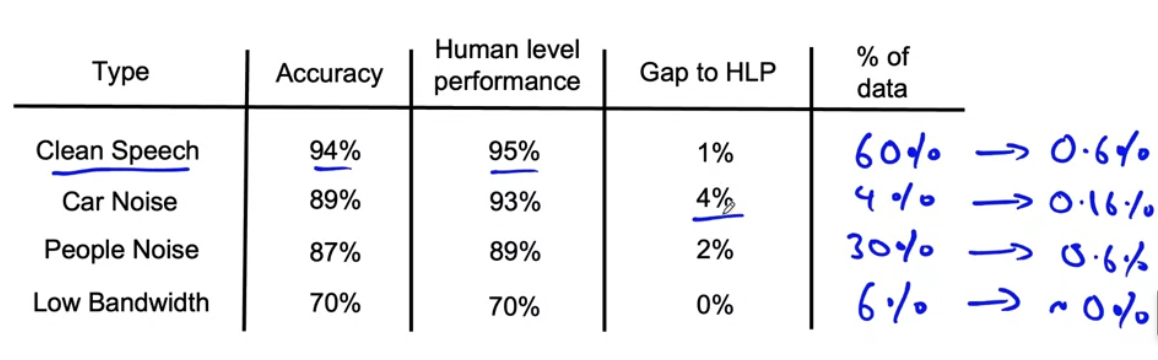 Type Accuracy Human level performance Gap to HLP % of data
Clean Speech 94% 95% 1% 60% → 0.6%
Car Noise 89% 93% 4% 4% → 0.16%
People Noise 87% 89% 2% 30% → 0.6%
Low Bandwidth 70% 70% 0% 6% → ~0%